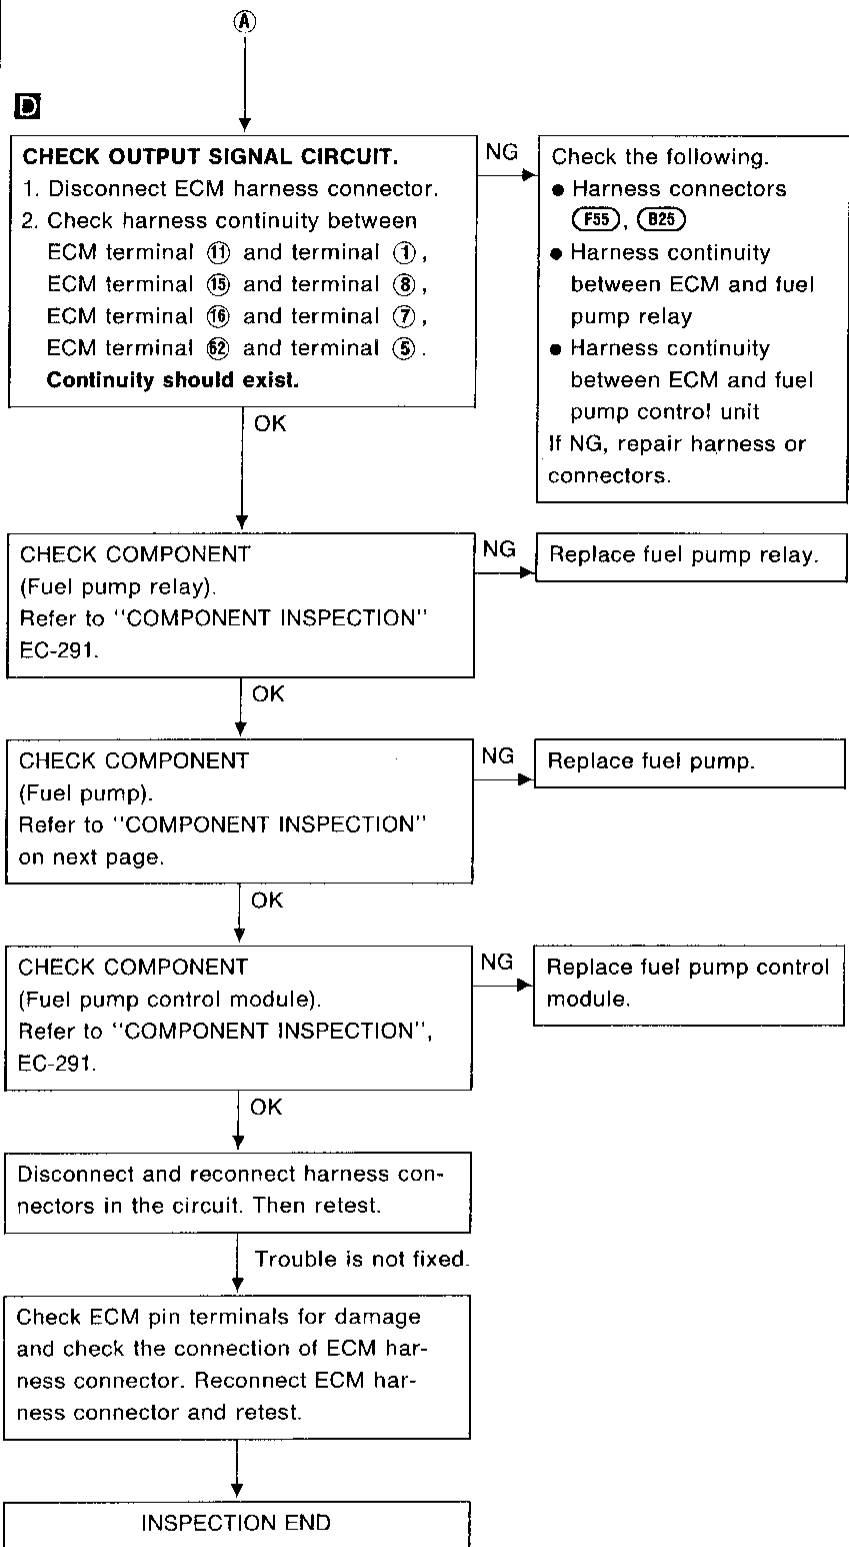 A
D
CHECK OUTPUT SIGNAL CIRCUIT.
1. Disconnect ECM harness connector.
2. Check harness continuity between
ECM terminal ⑪ and terminal ①,
ECM terminal ⑮ and terminal ⑧,
ECM terminal ⑯ and terminal ⑦,
ECM terminal 62 and terminal ⑤.
Continuity should exist.
NG
Check the following.
● Harness connectors
F55, B25
● Harness continuity
between ECM and fuel
pump relay
● Harness continuity
between ECM and fuel
pump control unit
If NG, repair harness or
connectors.
OK
CHECK COMPONENT
(Fuel pump relay).
Refer to "COMPONENT INSPECTION"
EC-291.
NG
Replace fuel pump relay.
OK
CHECK COMPONENT
(Fuel pump).
Refer to "COMPONENT INSPECTION"
on next page.
NG
Replace fuel pump.
OK
CHECK COMPONENT
(Fuel pump control module).
Refer to "COMPONENT INSPECTION",
EC-291.
NG
Replace fuel pump control
module.
OK
Disconnect and reconnect harness con-
nectors in the circuit. Then retest.
Trouble is not fixed.
Check ECM pin terminals for damage
and check the connection of ECM har-
ness connector. Reconnect ECM har-
ness connector and retest.
INSPECTION END